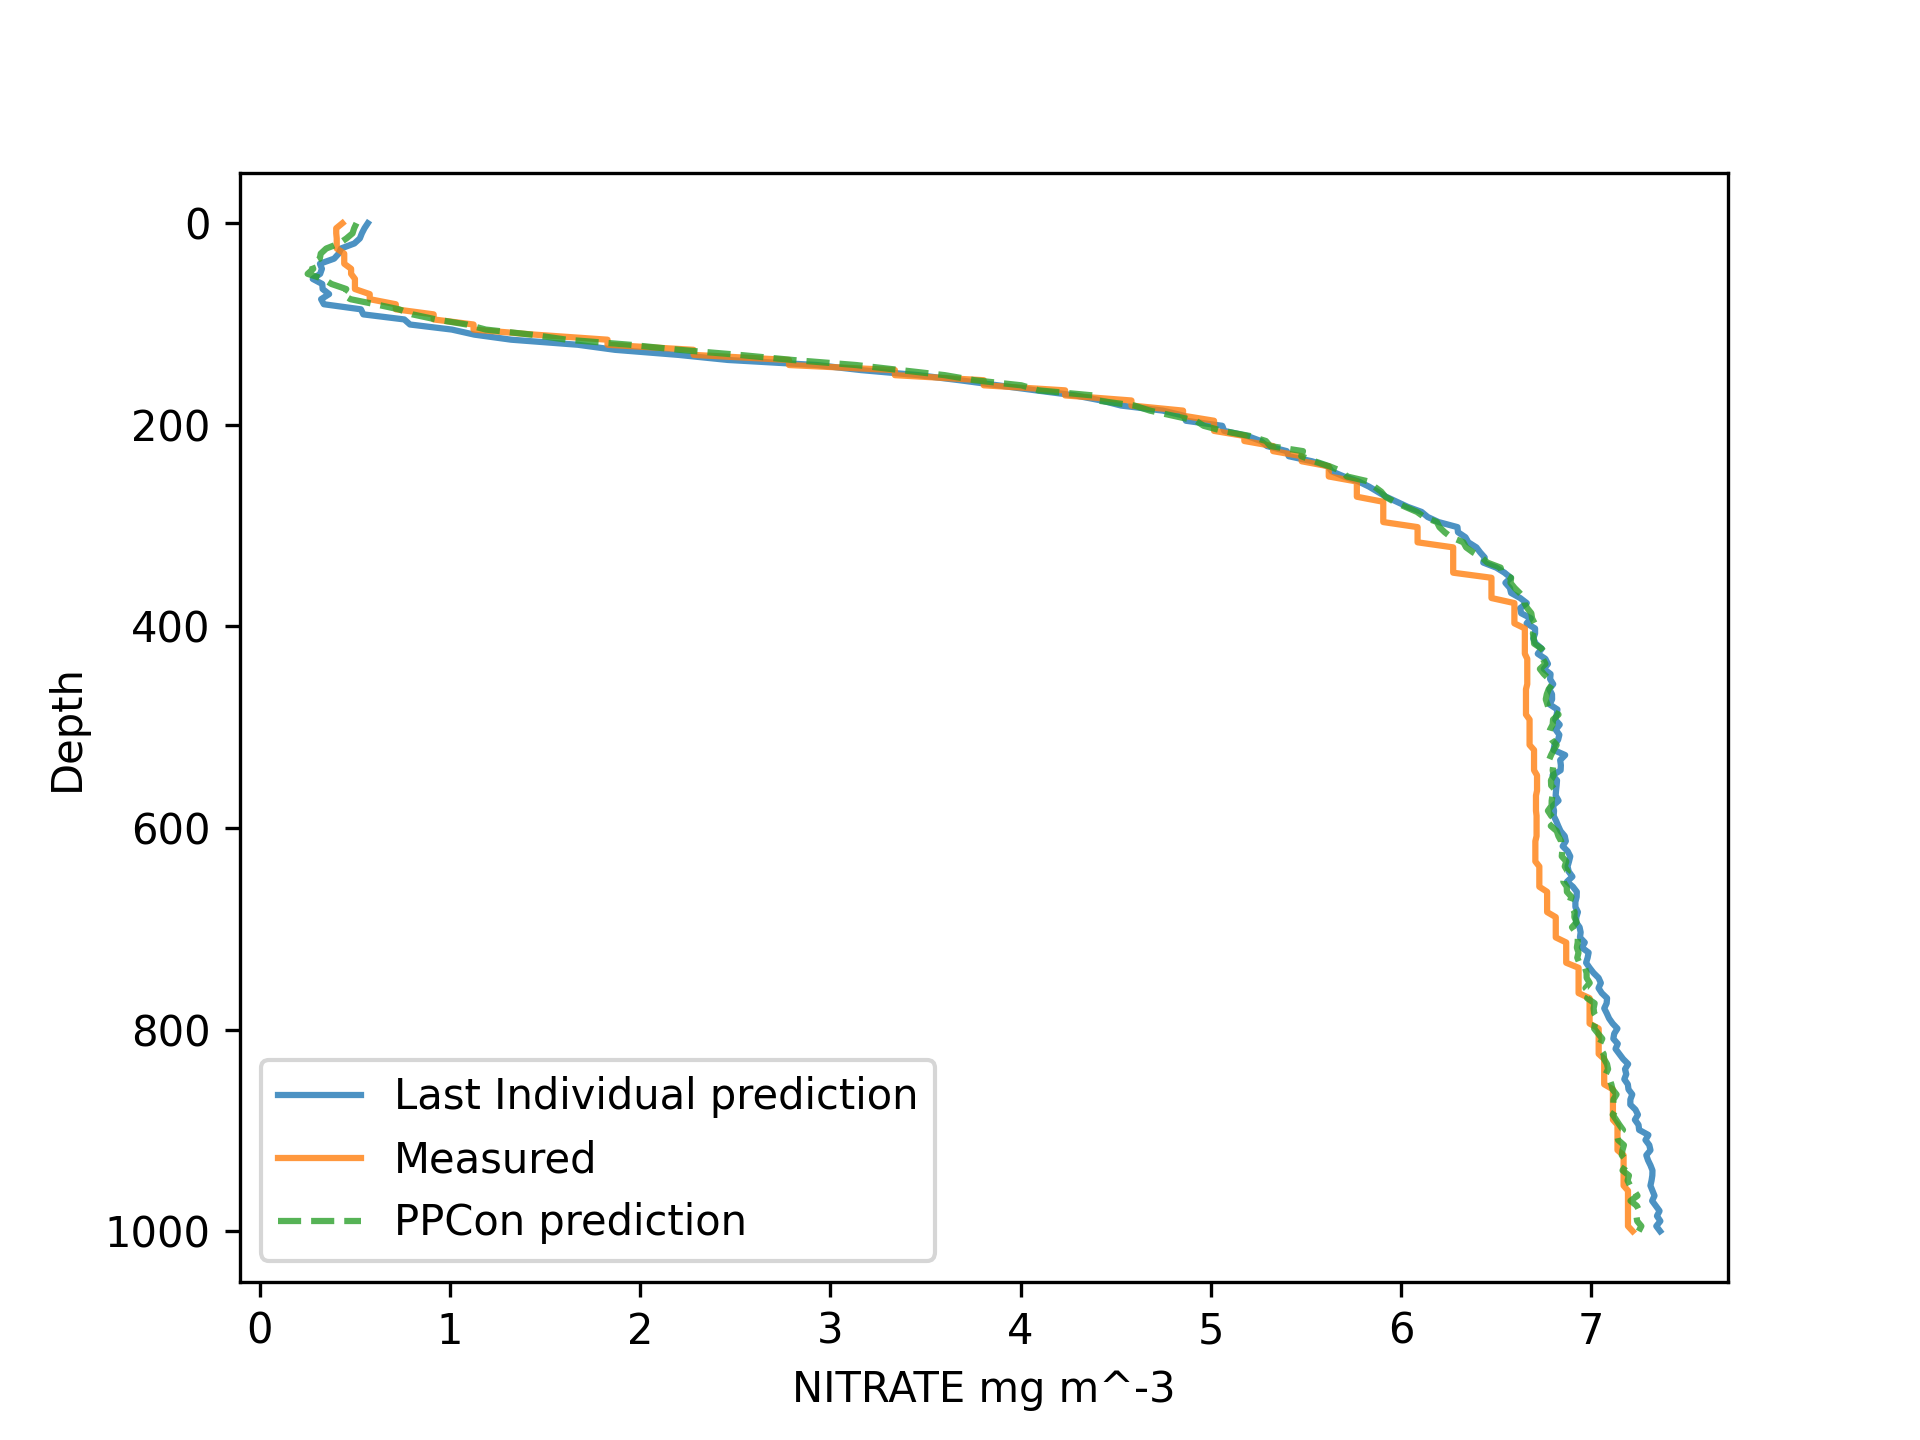 0
200
400
600
800
1000
Depth
Last Individual prediction
Measured
PPCon prediction
0 1 2 3 4 5 6 7
NITRATE mg m^-3